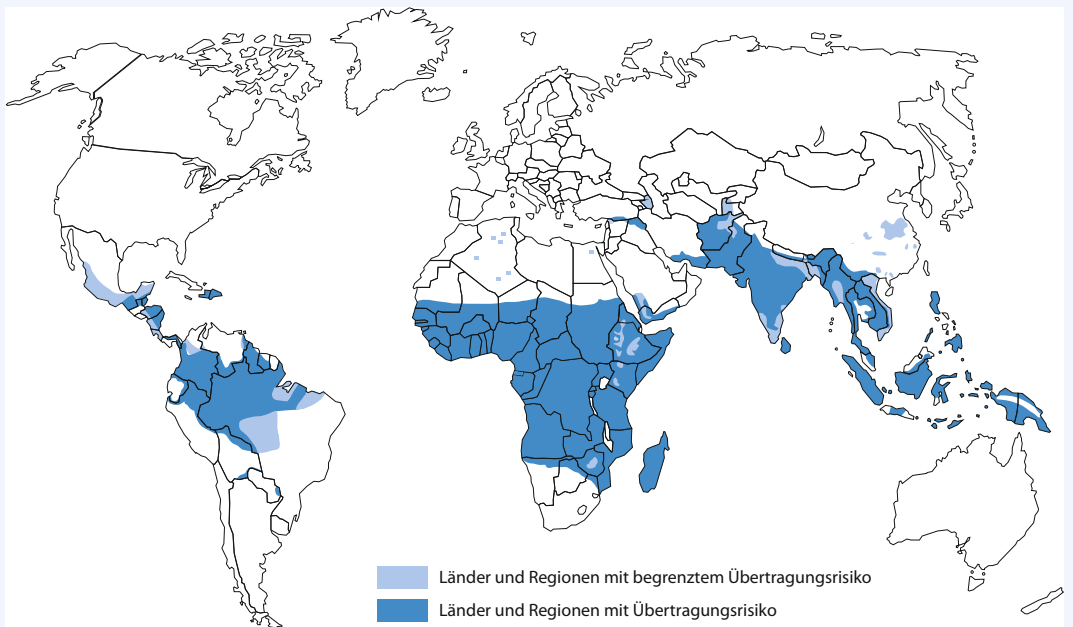 Länder und Regionen mit begrenztem Übertragungsrisiko
Länder und Regionen mit Übertragungsrisiko